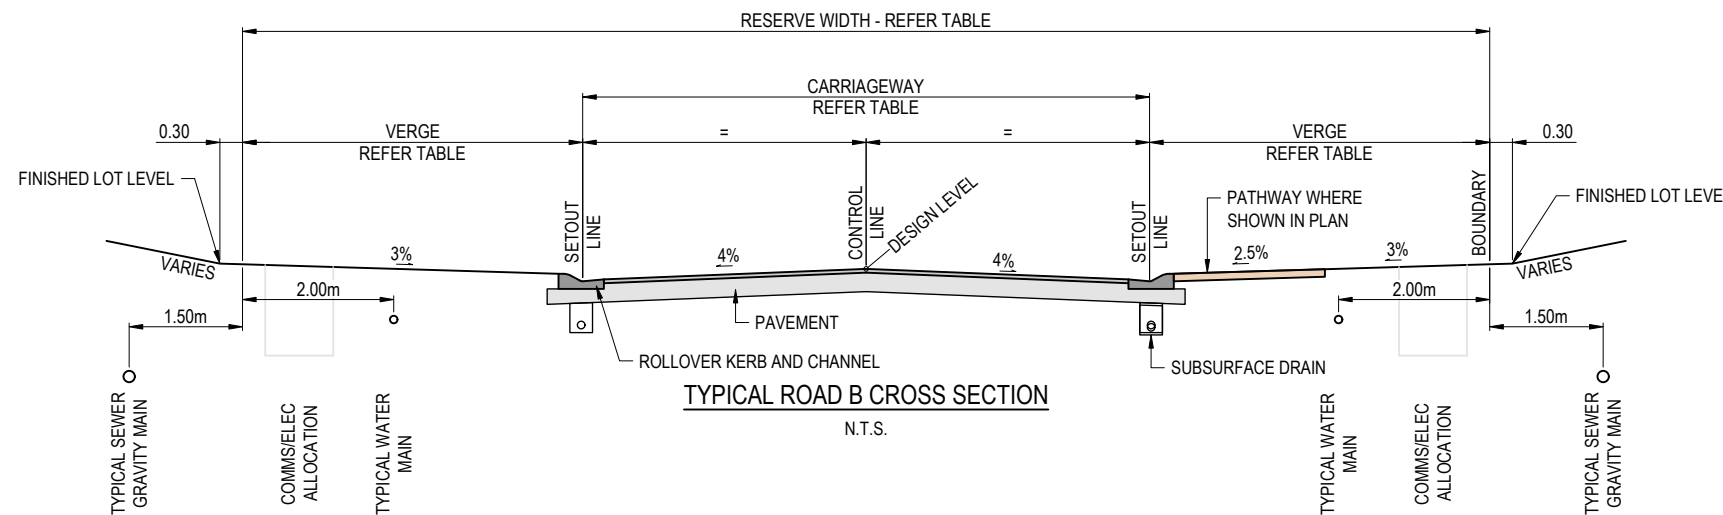 RESERVE WIDTH - REFER TABLE
CARRIAGEWAY
REFER TABLE
0.30
VERGE
REFER TABLE
=
=
VERGE
REFER TABLE
0.30
FINISHED LOT LEVEL
SETOUT
LINE
CONTROL
LINE
DESIGN LEVEL
SETOUT
LINE
PATHWAY WHERE
SHOWN IN PLAN
BOUNDARY
FINISHED LOT LEVE
VARIES
3%
4%
4%
2.5%
3%
VARIES
2.00m
2.00m
1.50m
1.50m
PAVEMENT
ROLLOVER KERB AND CHANNEL
SUBSURFACE DRAIN
TYPICAL ROAD B CROSS SECTION
N.T.S.
TYPICAL SEWER
GRAVITY MAIN
COMMS/ELEC
ALLOCATION
TYPICAL WATER
MAIN
TYPICAL WATER
MAIN
COMMS/ELEC
ALLOCATION
TYPICAL SEWER
GRAVITY MAIN